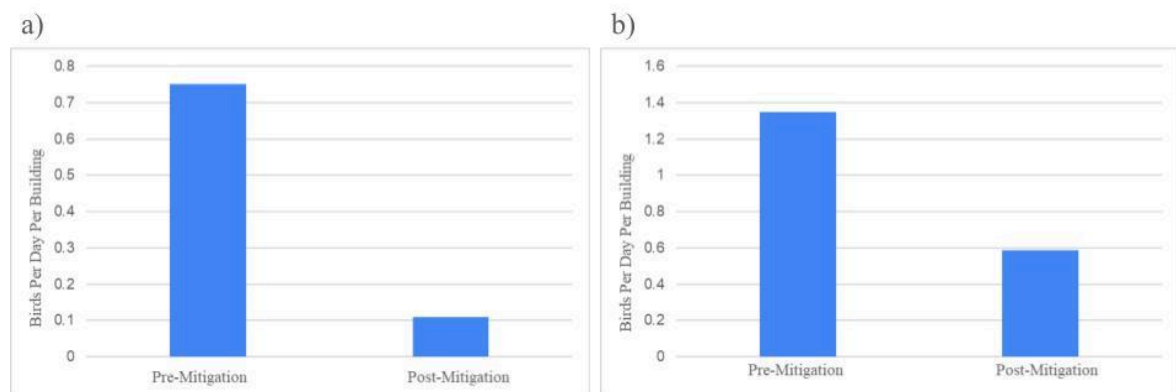 a)
Birds Per Day Per Building
0.8
0.7
0.6
0.5
0.4
0.3
0.2
0.1
0
Pre-Mitigation
Post-Mitigation
b)
Birds Per Day Per Building
1.6
1.4
1.2
1
0.8
0.6
0.4
0.2
0
Pre-Mitigation
Post-Mitigation